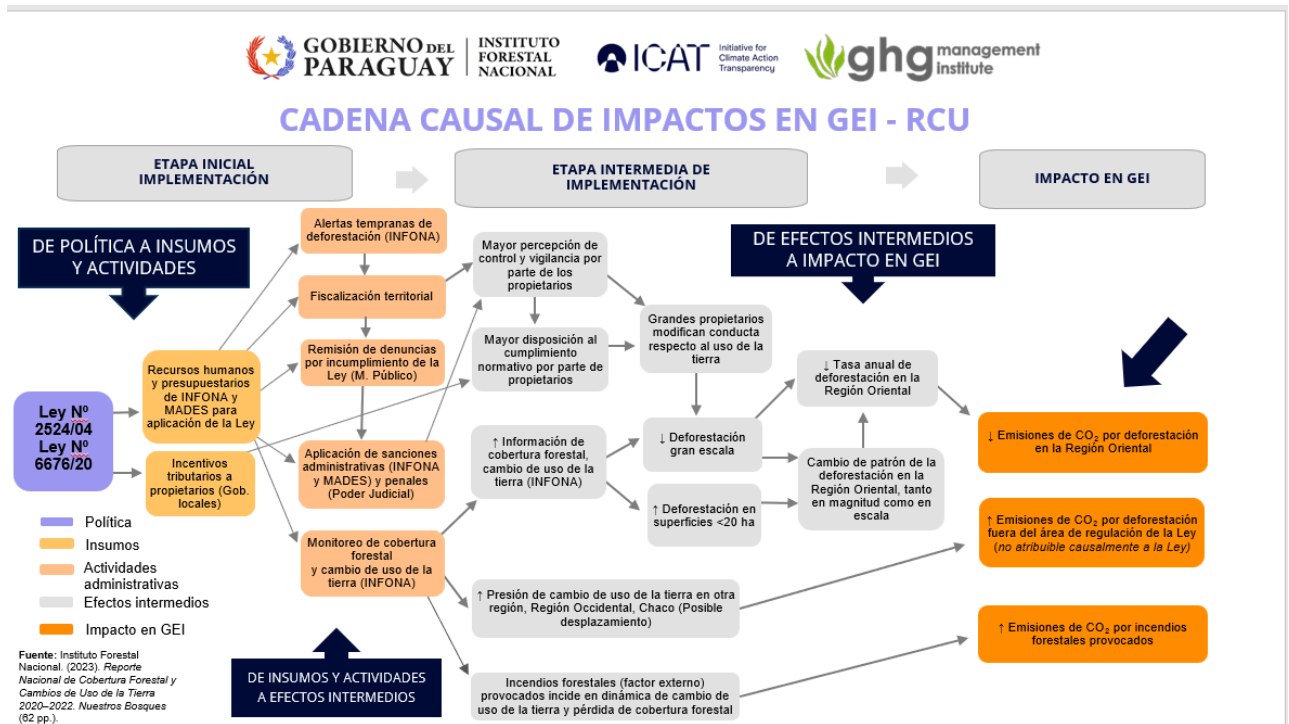 GOBIERNO DEL
PARAGUAY
INSTITUTO
FORESTAL
NACIONAL
ICAT
Initiative for
Climate Action
Transparency
ghg management
institute
CADENA CAUSAL DE IMPACTOS EN GEI - RCU
ETAPA INICIAL
IMPLEMENTACIÓN
ETAPA INTERMEDIA DE
IMPLEMENTACIÓN
IMPACTO EN GEI
DE POLÍTICA A INSUMOS
Y ACTIVIDADES
Alertas tempranas de
deforestación (INFONA)
Fiscalización territorial
Remisión de denuncias
por incumplimiento de la
Ley (M. Público)
Aplicación de sanciones
administrativas (INFONA
y MADES) y penales
(Poder Judicial)
Monitoreo de cobertura
forestal
y cambio de uso de la
tierra (INFONA)
Recursos humanos
y presupuestarios
de INFONA y
MADES para
aplicación de la Ley
Ley Nº
2524/04
Ley Nº
6676/20
Incentivos
tributarios a
propietarios (Gob.
locales)
Mayor percepción de
control y vigilancia por
parte de los
propietarios
Mayor disposición al
cumplimiento
normativo por parte de
propietarios
↑ Información de
cobertura forestal,
cambio de uso de la
tierra (INFONA)
DE EFECTOS INTERMEDIOS
A IMPACTO EN GEI
Grandes propietarios
modifican conducta
respecto al uso de la
tierra
↓ Deforestación
gran escala
↑ Deforestación en
superficies <20 ha
↓ Tasa anual de
deforestación en la
Región Oriental
Cambio de patrón de la
deforestación en la
Región Oriental, tanto
en magnitud como en
escala
↓ Emisiones de CO₂ por deforestación
en la Región Oriental
↑ Emisiones de CO₂ por deforestación
fuera del área de regulación de la Ley
(no atribuible causalmente a la Ley)
↑ Emisiones de CO₂ por incendios
forestales provocados
↑ Presión de cambio de uso de la tierra en otra
región, Región Occidental, Chaco (Posible
desplazamiento)
Incendios forestales (factor externo)
provocados incide en dinámica de cambio de
uso de la tierra y pérdida de cobertura forestal
DE INSUMOS Y ACTIVIDADES
A EFECTOS INTERMEDIOS
Política
Insumos
Actividades
administrativas
Efectos intermedios
Impacto en GEI
Fuente: Instituto Forestal
Nacional. (2023). Reporte
Nacional de Cobertura Forestal y
Cambios de Uso de la Tierra
2020–2022. Nuestros Bosques
(62 pp.).